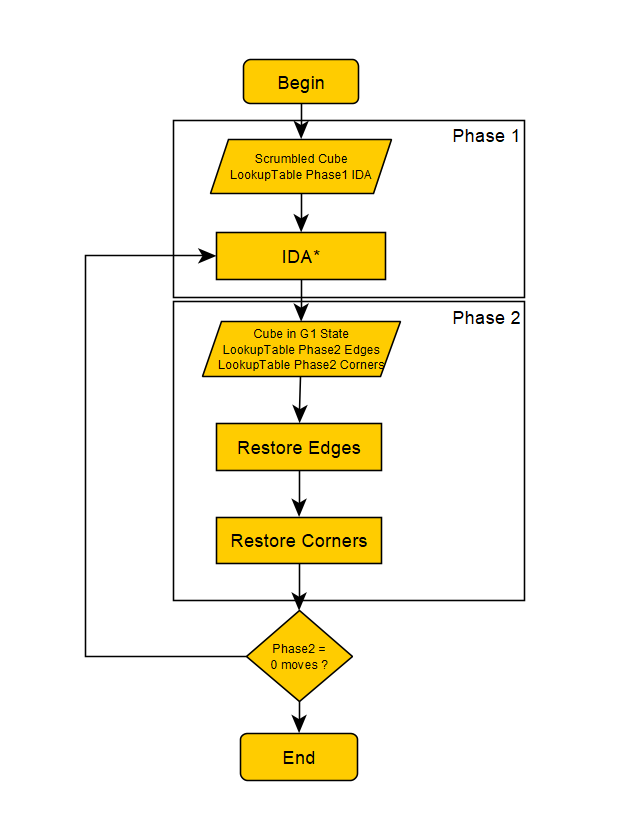 Begin
Phase 1
Scrumbled Cube
LookupTable Phase1 IDA
IDA*
Phase 2
Cube in G1 State
LookupTable Phase2 Edges
LookupTable Phase2 Corners
Restore Edges
Restore Corners
Phase2 =
0 moves ?
End